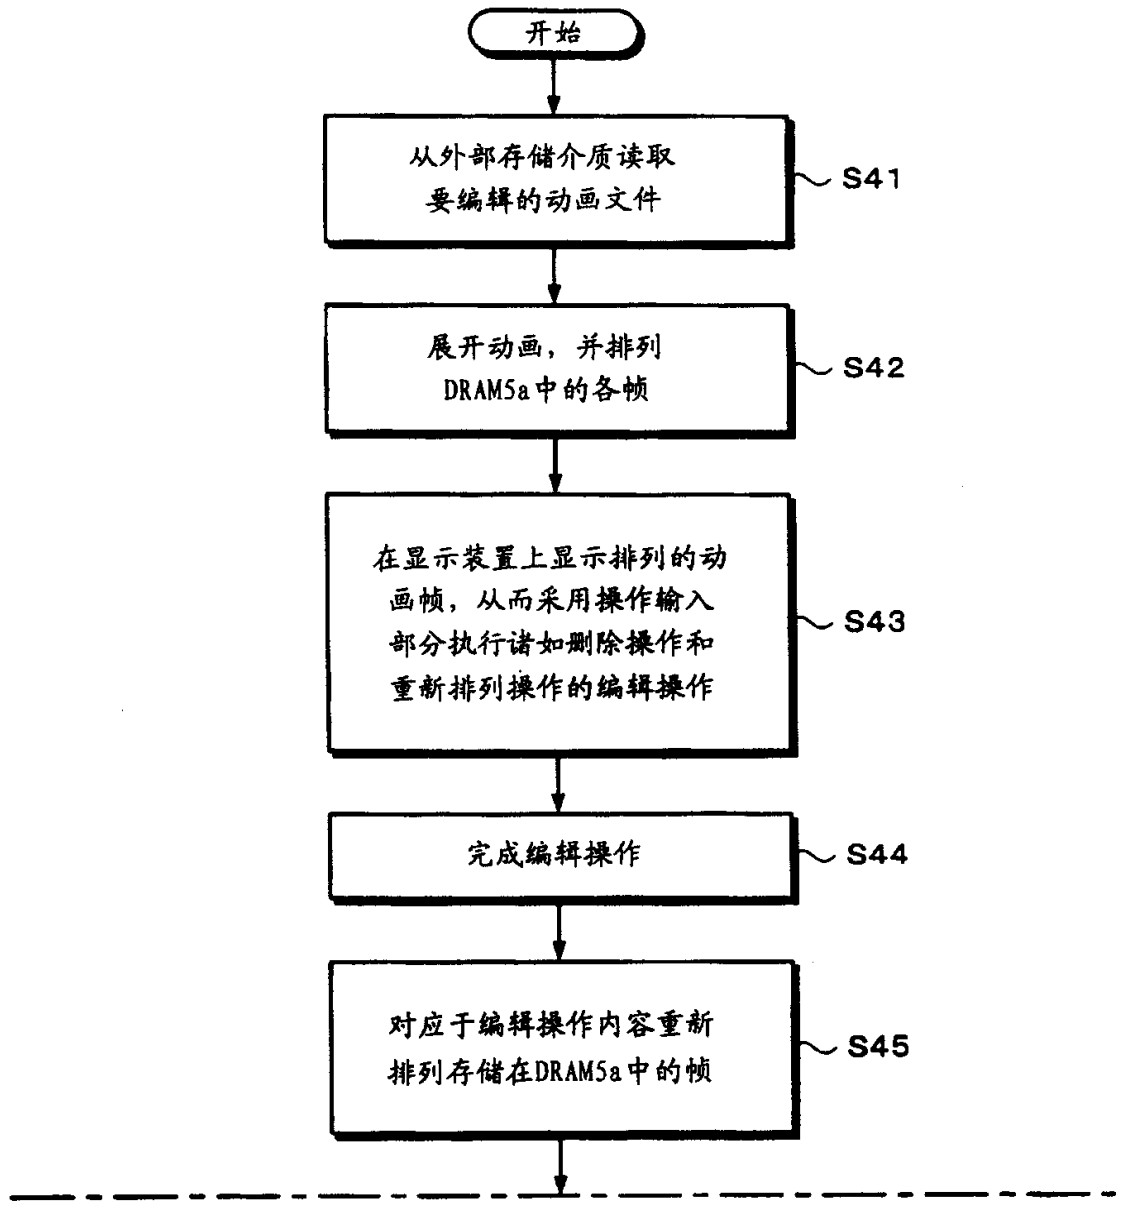 开始
从外部存储介质读取
要编辑的动画文件
S41
展开动画，并排列
DRAM5a中的各帧
S42
在显示装置上显示排列的动
画帧，从而采用操作输入
部分执行诸如删除操作和
重新排列操作的编辑操作
S43
完成编辑操作
S44
对应于编辑操作内容重新
排列存储在DRAM5a中的帧
S45